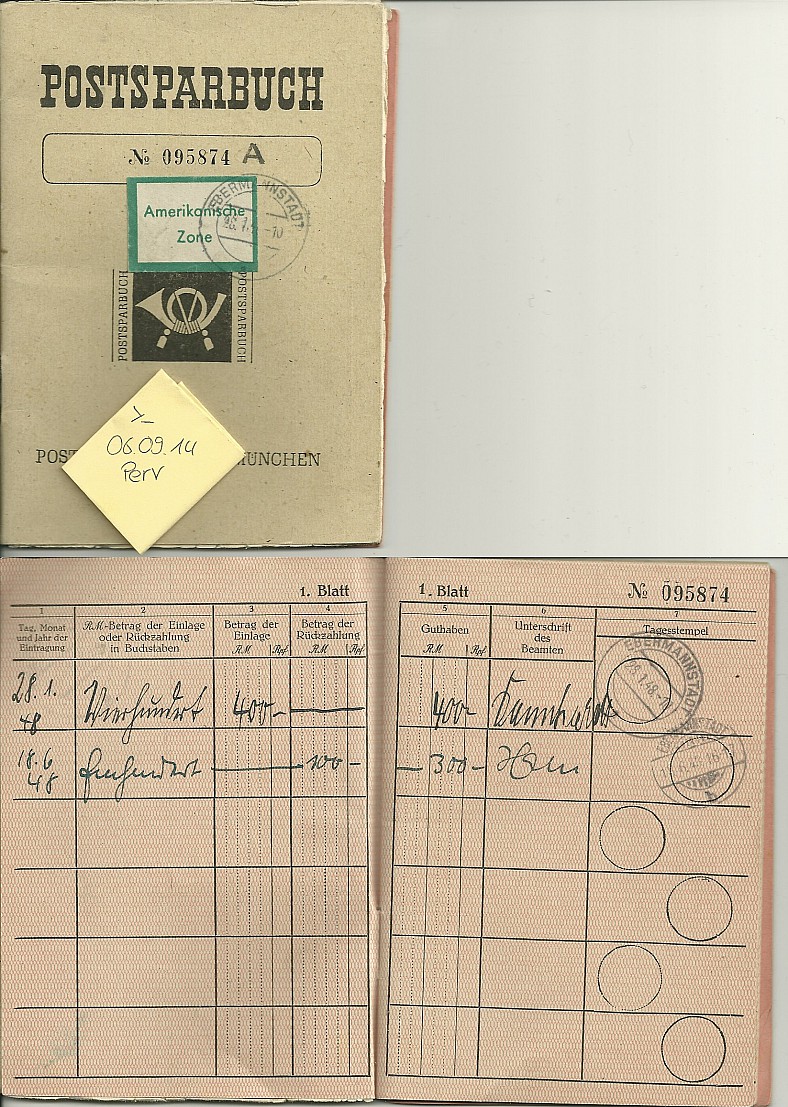 POSTSPARBUCH
№ 095874 A
Amerikanische
Zone
EBERMANNSTADT
POSTSPARBUCH
POSTSPARBUCH
06.09.14
Perv
POST
MÜNCHEN
1. Blatt
1
2
3
4
Tag, Monat
und Jahr der
Eintragung
RM-Betrag der Einlage
oder Rückzahlung
in Buchstaben
Betrag der
Einlage
RM Rpf
Betrag der
Rückzahlung
RM Rpf
28.1.
48
Vierhundert
400-
18.6
48
Einhundert
100-
1. Blatt
№ 095874
5
6
7
Guthaben
RM Rpf
Unterschrift
des
Beamten
Tagesstempel
400-
EBERMANNSTADT
300-